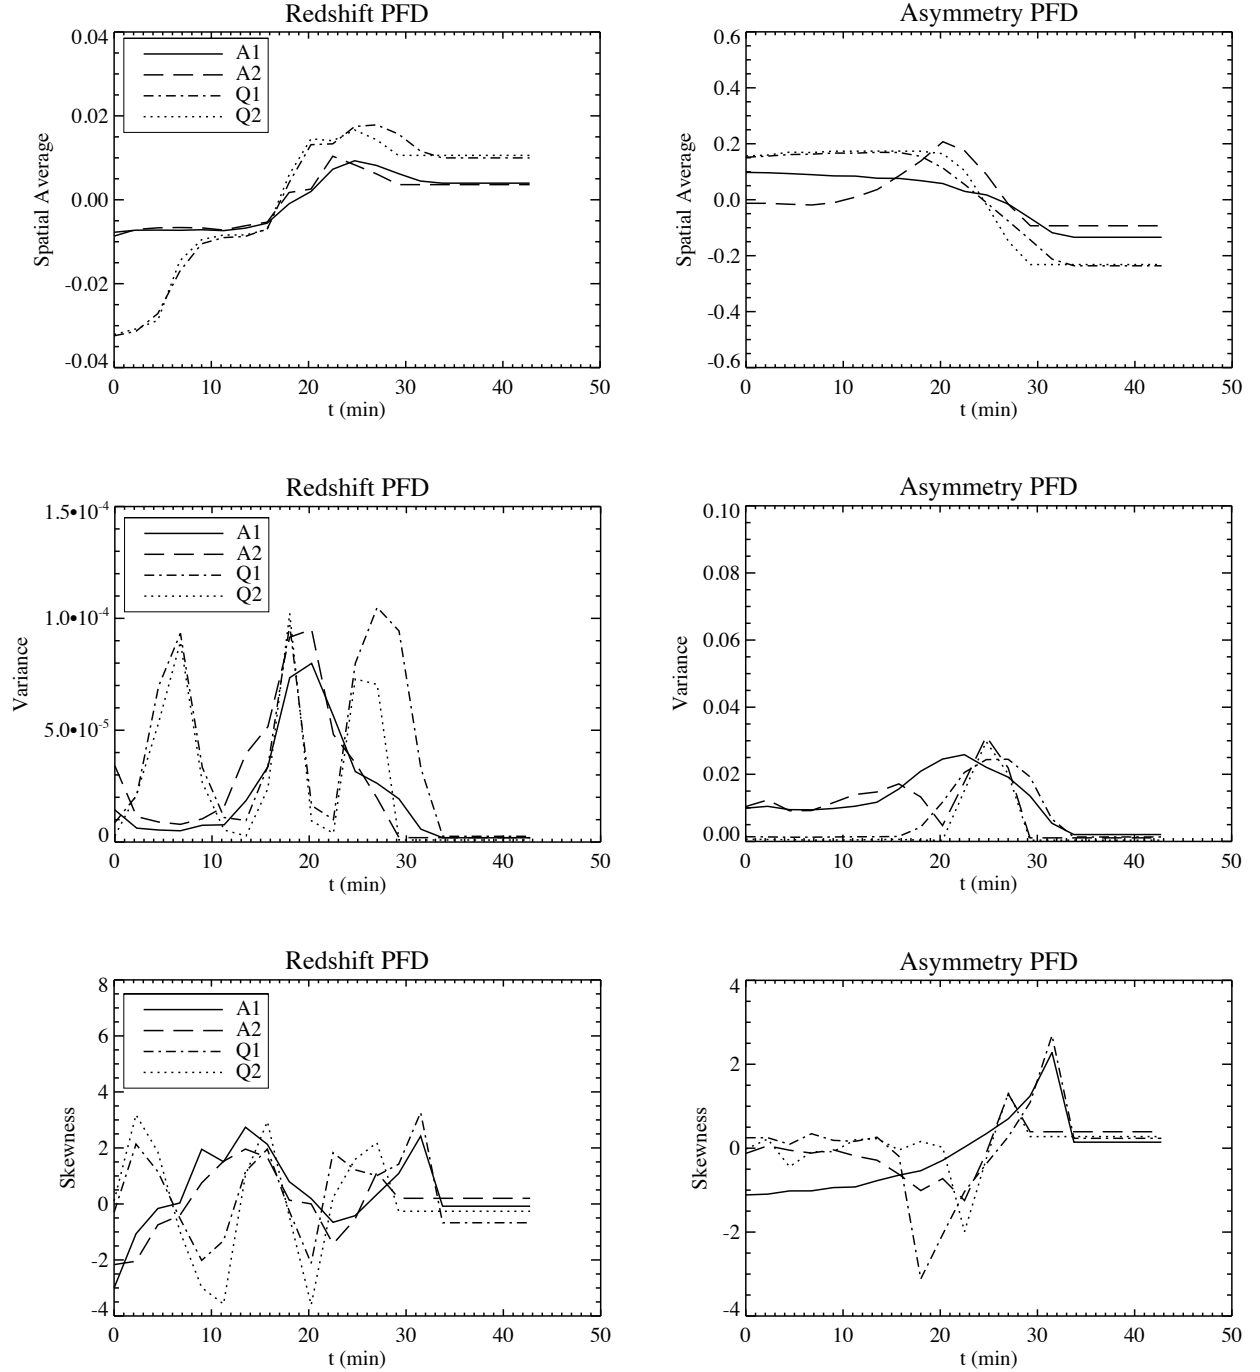 Redshift PFD
0.04
0.02
0.00
-0.02
-0.04
Spatial Average
A1
A2
Q1
Q2
0 10 20 30 40 50
t (min)
Asymmetry PFD
0.6
0.4
0.2
0.0
-0.2
-0.4
-0.6
Spatial Average
0 10 20 30 40 50
t (min)
Redshift PFD
1.5•10-4
1.0•10-4
5.0•10-5
0
Variance
A1
A2
Q1
Q2
0 10 20 30 40 50
t (min)
Asymmetry PFD
0.10
0.08
0.06
0.04
0.02
0.00
Variance
0 10 20 30 40 50
t (min)
Redshift PFD
8
6
4
2
0
-2
-4
Skewness
A1
A2
Q1
Q2
0 10 20 30 40 50
t (min)
Asymmetry PFD
4
2
0
-2
-4
Skewness
0 10 20 30 40 50
t (min)